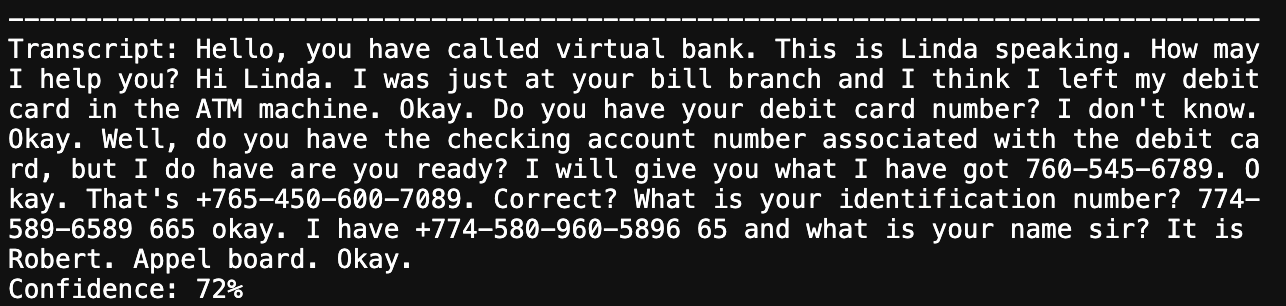 --------------------------------------------------------------------------------
Transcript: Hello, you have called virtual bank. This is Linda speaking. How may
I help you? Hi Linda. I was just at your bill branch and I think I left my debit
card in the ATM machine. Okay. Do you have your debit card number? I don't know.
Okay. Well, do you have the checking account number associated with the debit ca
rd, but I do have are you ready? I will give you what I have got 760-545-6789. O
kay. That's +765-450-600-7089. Correct? What is your identification number? 774-
589-6589 665 okay. I have +774-580-960-5896 65 and what is your name sir? It is
Robert. Appel board. Okay.
Confidence: 72%